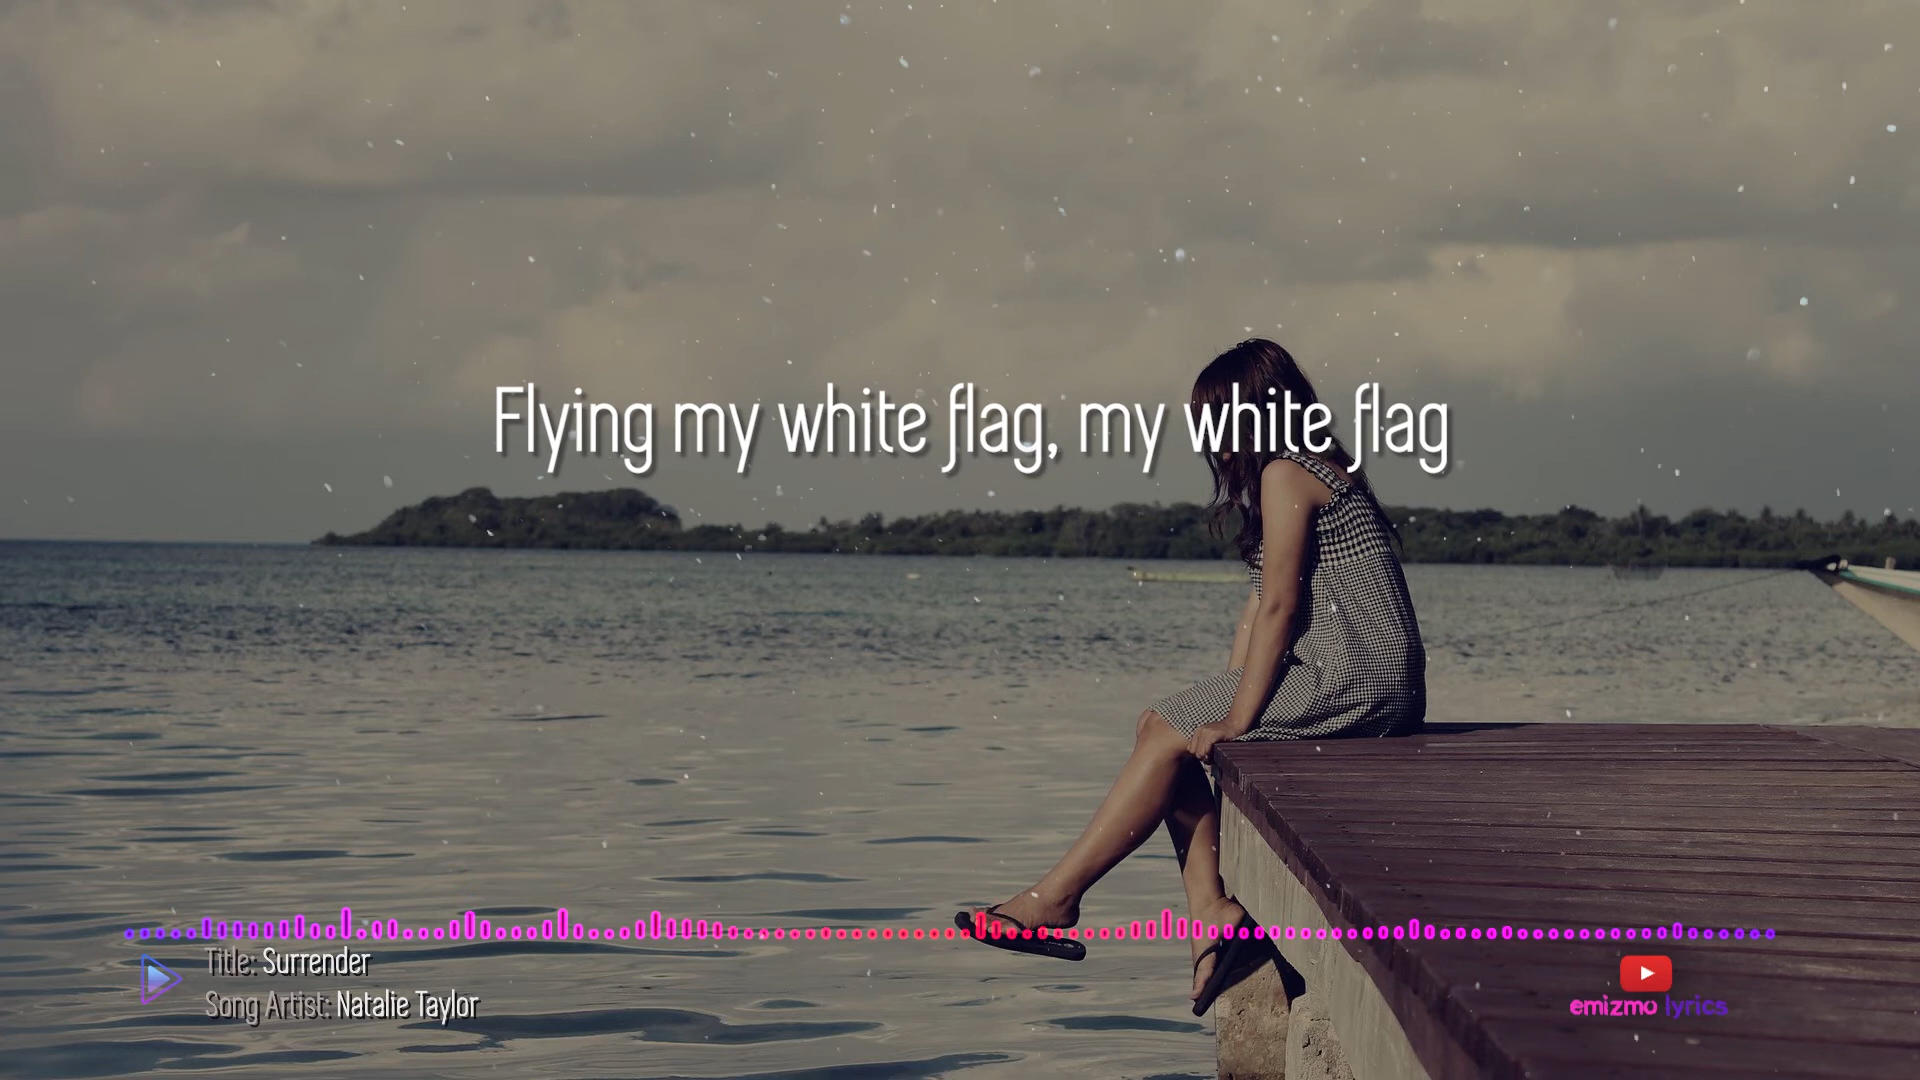 Flying my white flag, my white flag
Title: Surrender
Song Artist: Natalie Taylor
emizmo lyrics